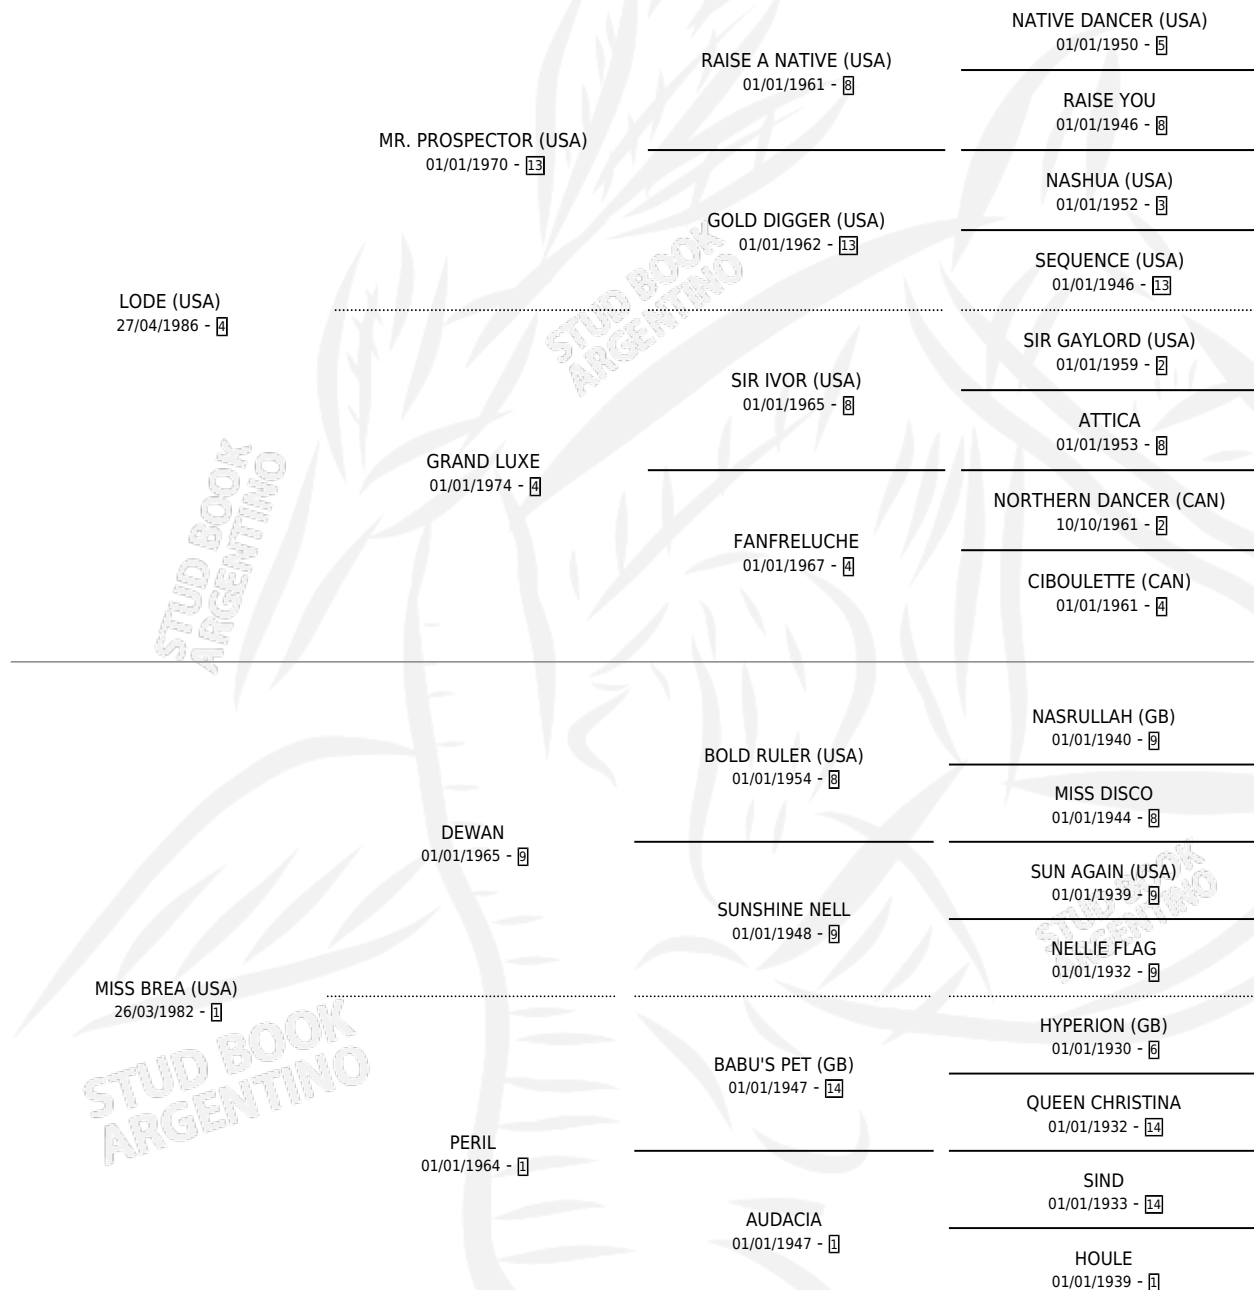 NATIVE DANCER (USA)
01/01/1950 - 5
RAISE A NATIVE (USA)
01/01/1961 - 8
RAISE YOU
01/01/1946 - 8
MR. PROSPECTOR (USA)
01/01/1970 - 13
NASHUA (USA)
01/01/1952 - 3
GOLD DIGGER (USA)
01/01/1962 - 13
SEQUENCE (USA)
01/01/1946 - 13
LODE (USA)
27/04/1986 - 4
STUD BOOK
ARGENTINO
SIR GAYLORD (USA)
01/01/1959 - 2
SIR IVOR (USA)
01/01/1965 - 8
ATTICA
01/01/1953 - 8
GRAND LUXE
01/01/1974 - 4
NORTHERN DANCER (CAN)
10/10/1961 - 2
FANFRELUCHE
01/01/1967 - 4
CIBOULETTE (CAN)
01/01/1961 - 4
STUD BOOK
ARGENTINO
NASRULLAH (GB)
01/01/1940 - 9
BOLD RULER (USA)
01/01/1954 - 8
MISS DISCO
01/01/1944 - 8
DEWAN
01/01/1965 - 9
SUN AGAIN (USA)
01/01/1939 - 9
SUNSHINE NELL
01/01/1948 - 9
STUD BOOK
ARGENTINO
NELLIE FLAG
01/01/1932 - 9
MISS BREA (USA)
26/03/1982 - 1
HYPERION (GB)
01/01/1930 - 6
STUD BOOK
ARGENTINO
BABU'S PET (GB)
01/01/1947 - 14
QUEEN CHRISTINA
01/01/1932 - 14
PERIL
01/01/1964 - 1
SIND
01/01/1933 - 14
AUDACIA
01/01/1947 - 1
HOULE
01/01/1939 - 1